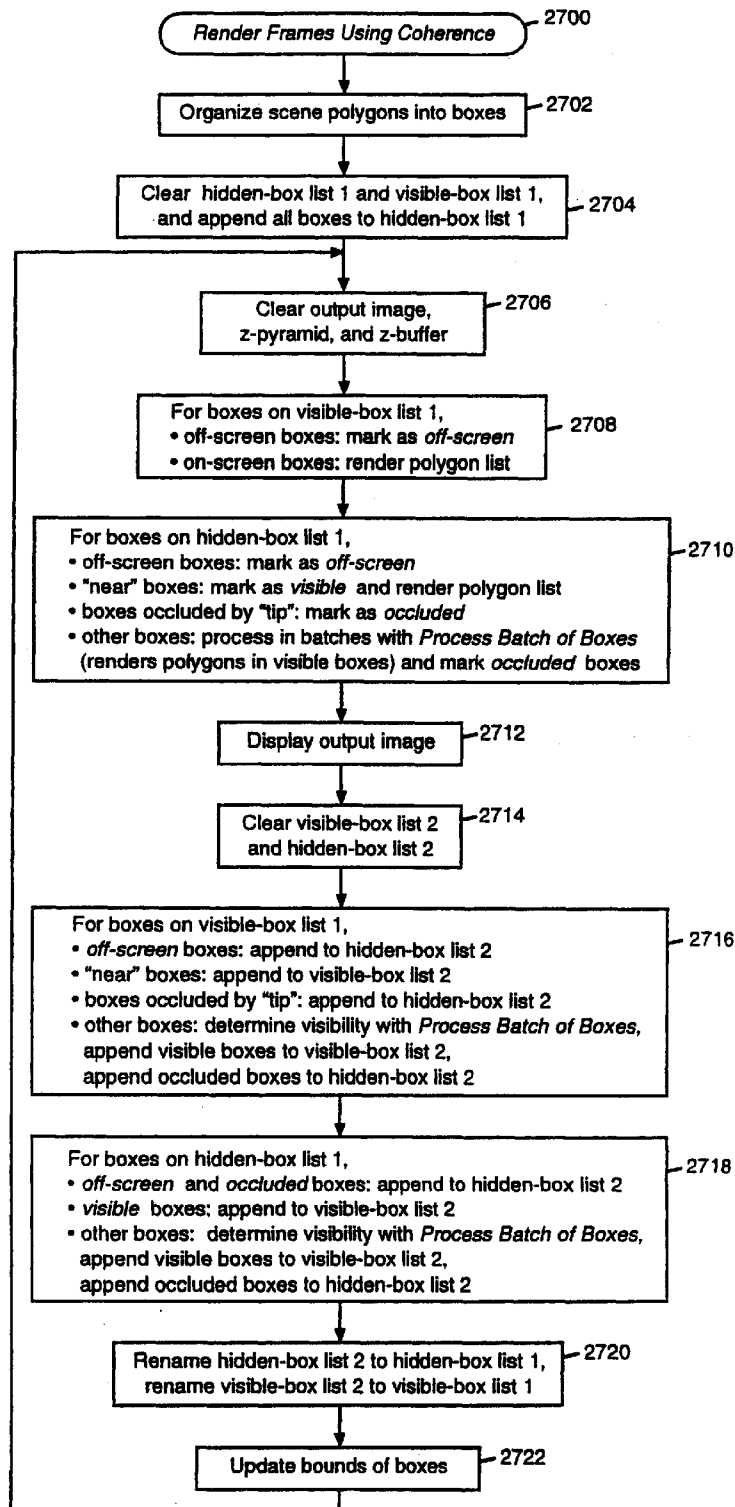 Render Frames Using Coherence
2700
Organize scene polygons into boxes
2702
Clear hidden-box list 1 and visible-box list 1,
and append all boxes to hidden-box list 1
2704
Clear output image,
z-pyramid, and z-buffer
2706
For boxes on visible-box list 1,
• off-screen boxes: mark as off-screen
• on-screen boxes: render polygon list
2708
For boxes on hidden-box list 1,
• off-screen boxes: mark as off-screen
• "near" boxes: mark as visible and render polygon list
• boxes occluded by "tip": mark as occluded
• other boxes: process in batches with Process Batch of Boxes
(renders polygons in visible boxes) and mark occluded boxes
2710
Display output image
2712
Clear visible-box list 2
and hidden-box list 2
2714
For boxes on visible-box list 1,
• off-screen boxes: append to hidden-box list 2
• "near" boxes: append to visible-box list 2
• boxes occluded by "tip": append to hidden-box list 2
• other boxes: determine visibility with Process Batch of Boxes,
append visible boxes to visible-box list 2,
append occluded boxes to hidden-box list 2
2716
For boxes on hidden-box list 1,
• off-screen and occluded boxes: append to hidden-box list 2
• visible boxes: append to visible-box list 2
• other boxes: determine visibility with Process Batch of Boxes,
append visible boxes to visible-box list 2,
append occluded boxes to hidden-box list 2
2718
Rename hidden-box list 2 to hidden-box list 1,
rename visible-box list 2 to visible-box list 1
2720
Update bounds of boxes
2722